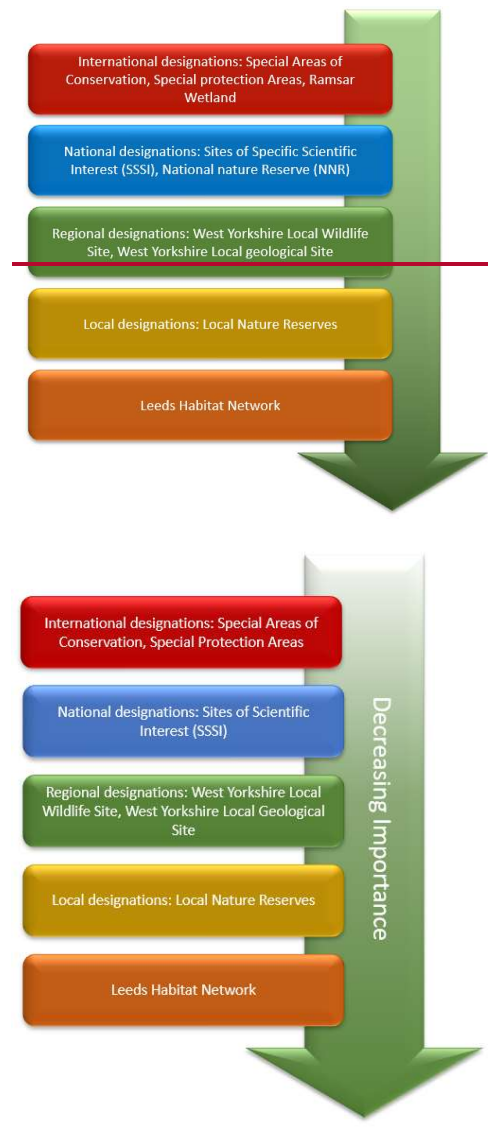 International designations: Special Areas of
Conservation, Special protection Areas, Ramsar
Wetland
National designations: Sites of Specific Scientific
Interest (SSSI), National nature Reserve (NNR)
Regional designations: West Yorkshire Local Wildlife
Site, West Yorkshire Local geological Site
Local designations: Local Nature Reserves
Leeds Habitat Network
International designations: Special Areas of
Conservation, Special Protection Areas
National designations: Sites of Scientific
Interest (SSSI)
Regional designations: West Yorkshire Local
Wildlife Site, West Yorkshire Local Geological
Site
Local designations: Local Nature Reserves
Leeds Habitat Network
Decreasing Importance